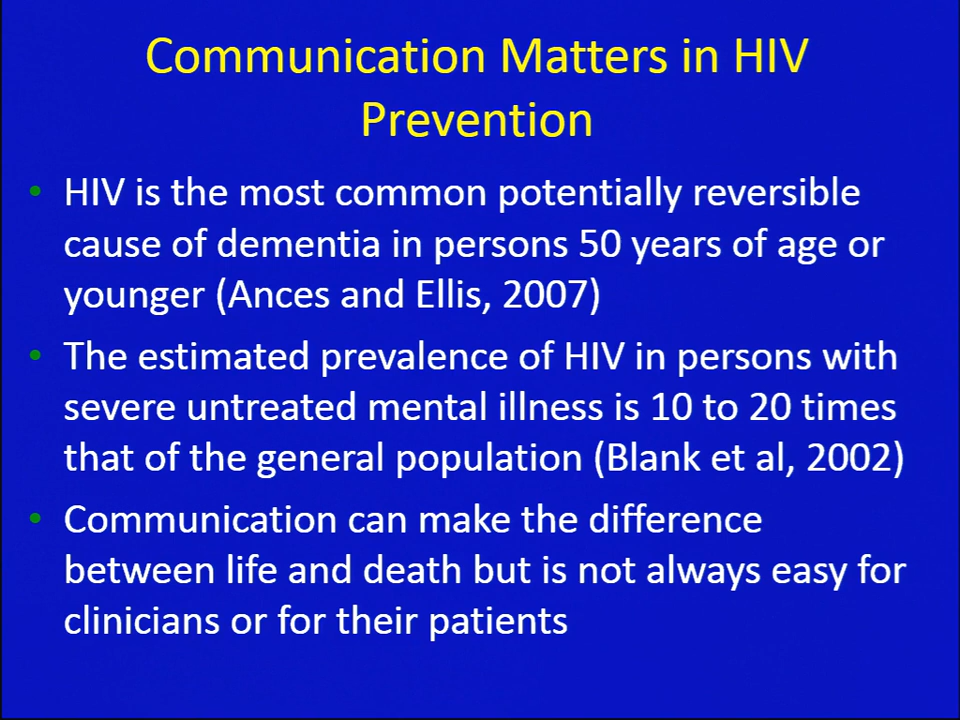 Communication Matters in HIV
Prevention
• HIV is the most common potentially reversible
cause of dementia in persons 50 years of age or
younger (Ances and Ellis, 2007)
• The estimated prevalence of HIV in persons with
severe untreated mental illness is 10 to 20 times
that of the general population (Blank et al, 2002)
• Communication can make the difference
between life and death but is not always easy for
clinicians or for their patients